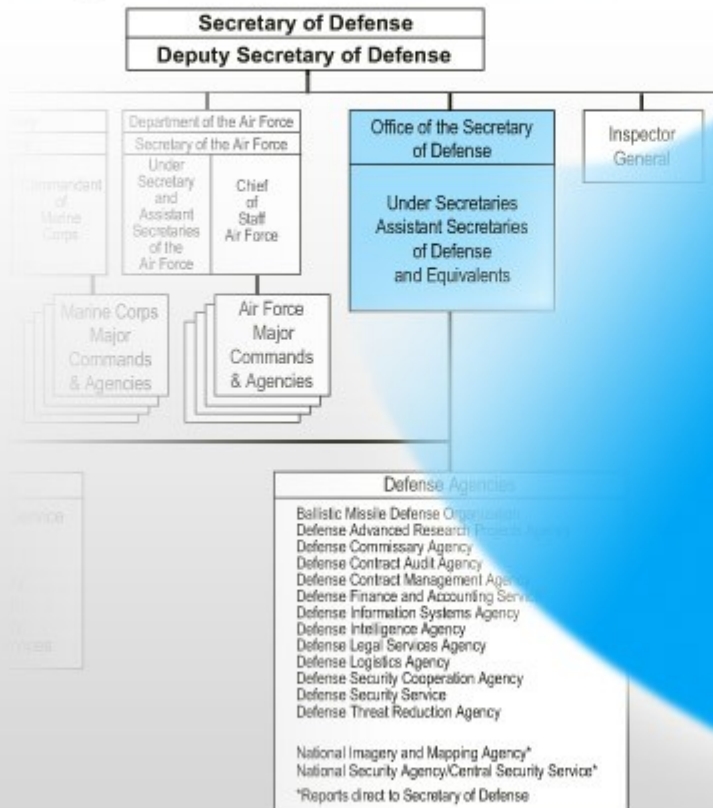 Secretary of Defense
Deputy Secretary of Defense
Department of the Air Force
Secretary of the Air Force
Under
Secretary
and
Assistant
Secretaries
of the
Air Force
Chief
of
Staff
Air Force
Office of the Secretary
of Defense
Under Secretaries
Assistant Secretaries
of Defense
and Equivalents
Inspector
General
Commandant
of
Marine
Corps
Marine Corps
Major
Commands
& Agencies
Air Force
Major
Commands
& Agencies
Service
Defense Agencies
Ballistic Missile Defense Organization
Defense Advanced Research Projects Agency
Defense Commissary Agency
Defense Contract Audit Agency
Defense Contract Management Agency
Defense Finance and Accounting Service
Defense Information Systems Agency
Defense Intelligence Agency
Defense Legal Services Agency
Defense Logistics Agency
Defense Security Cooperation Agency
Defense Security Service
Defense Threat Reduction Agency
National Imagery and Mapping Agency*
National Security Agency/Central Security Service*
*Reports direct to Secretary of Defense